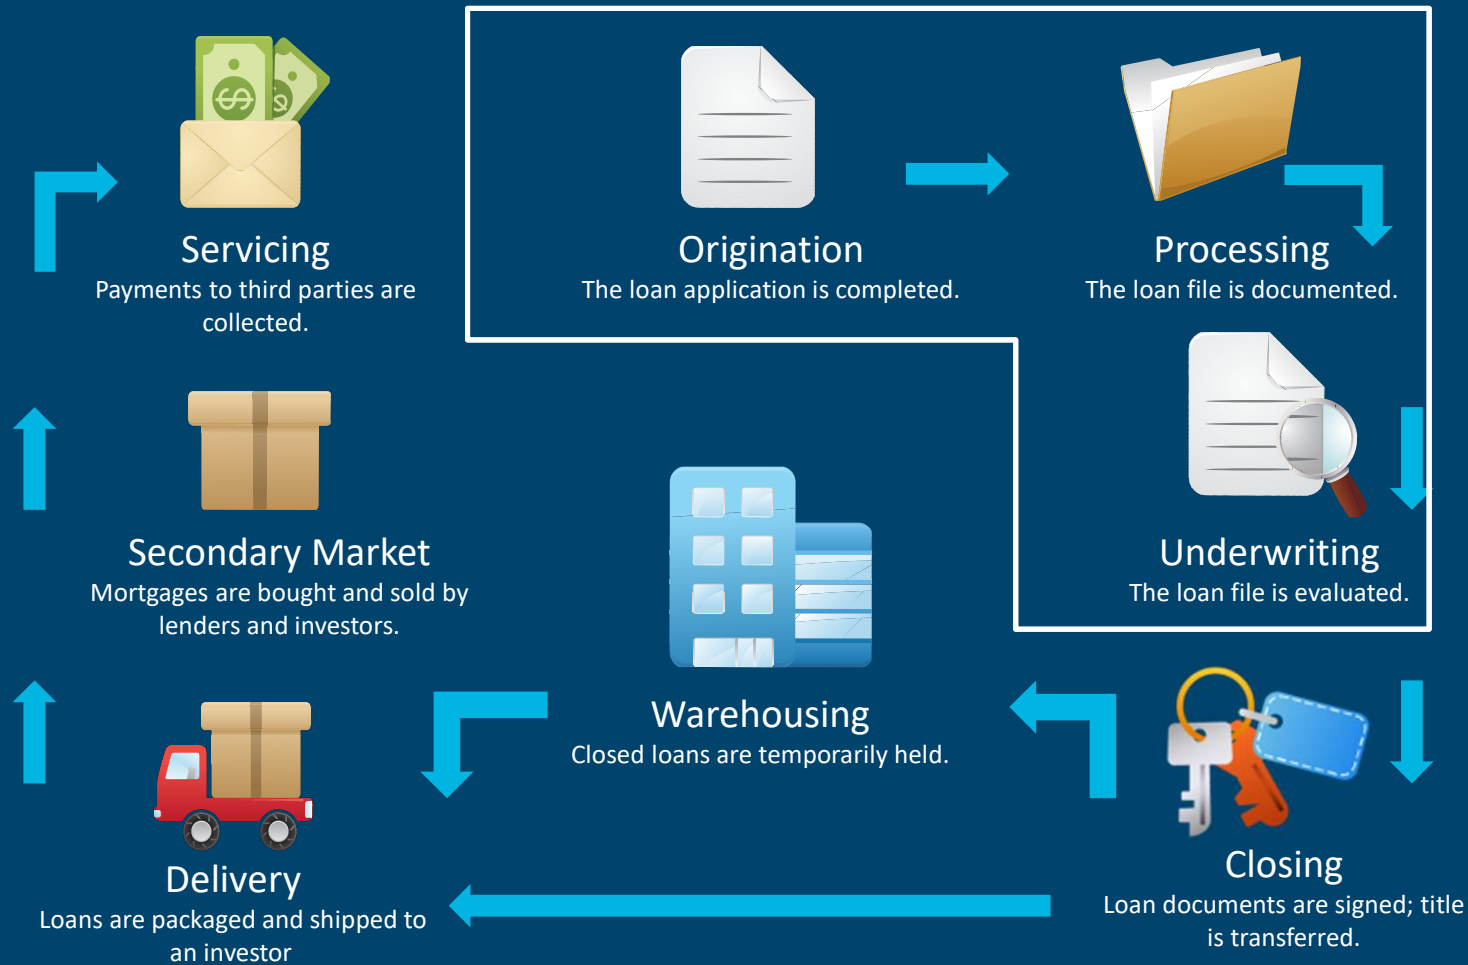 Servicing
Payments to third parties are
collected.
Origination
The loan application is completed.
Processing
The loan file is documented.
Secondary Market
Mortgages are bought and sold by
lenders and investors.
Underwriting
The loan file is evaluated.
Warehousing
Closed loans are temporarily held.
Delivery
Loans are packaged and shipped to
an investor
Closing
Loan documents are signed; title
is transferred.